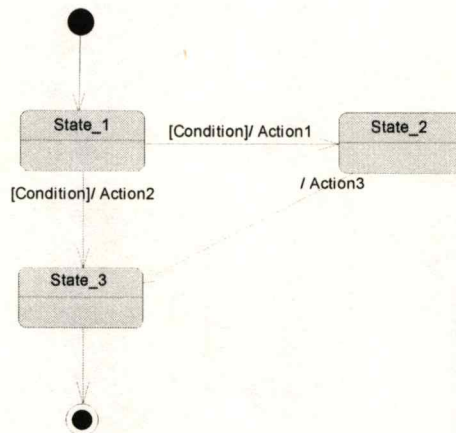 State_1
[Condition]/ Action1
State_2
/ Action3
[Condition]/ Action2
State_3